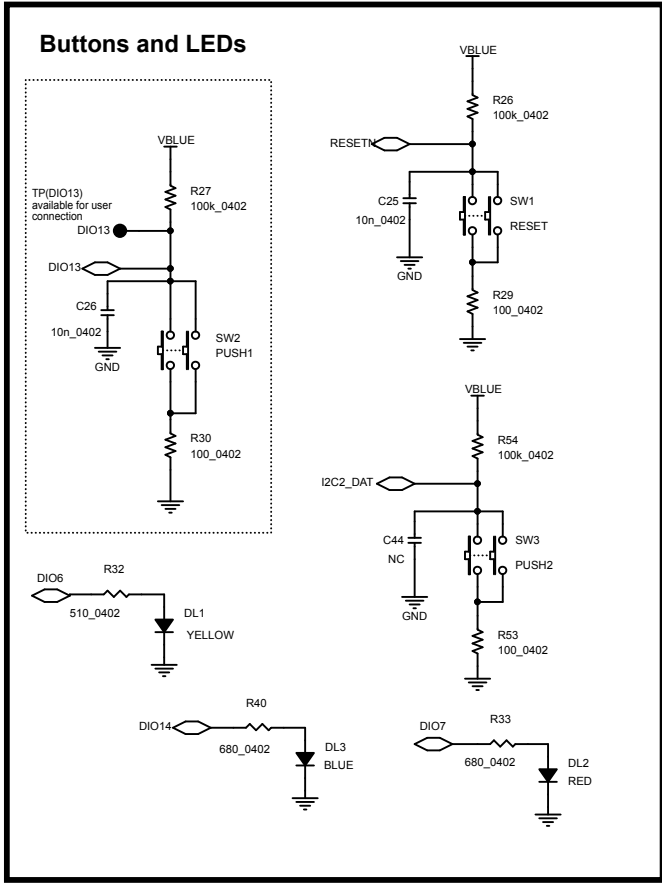 Buttons and LEDs
VBLUE
R27
100k_0402
TP(DIO13)
available for user
connection
DIO13
DIO13
C26
10n_0402
GND
SW2
PUSH1
R30
100_0402
VBLUE
R26
100k_0402
RESETN
C25
10n_0402
GND
SW1
RESET
R29
100_0402
VBLUE
R54
100k_0402
I2C2_DAT
C44
NC
GND
SW3
PUSH2
R53
100_0402
DIO6
R32
510_0402
DL1
YELLOW
DIO14
R40
680_0402
DL3
BLUE
DIO7
R33
680_0402
DL2
RED